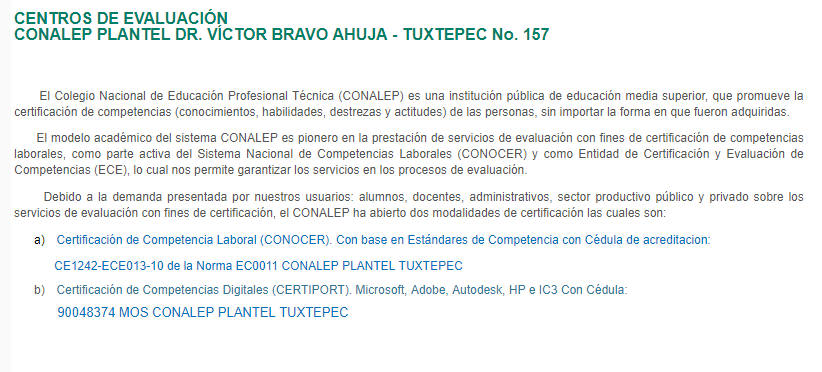 CENTROS DE EVALUACIÓN
CONALEP PLANTEL DR. VÍCTOR BRAVO AHUJA - TUXTEPEC No. 157
El Colegio Nacional de Educación Profesional Técnica (CONALEP) es una institución pública de educación media superior, que promueve la
certificación de competencias (conocimientos, habilidades, destrezas y actitudes) de las personas, sin importar la forma en que fueron adquiridas.
El modelo académico del sistema CONALEP es pionero en la prestación de servicios de evaluación con fines de certificación de competencias
laborales, como parte activa del Sistema Nacional de Competencias Laborales (CONOCER) y como Entidad de Certificación y Evaluación de
Competencias (ECE), lo cual nos permite garantizar los servicios en los procesos de evaluación.
Debido a la demanda presentada por nuestros usuarios: alumnos, docentes, administrativos, sector productivo público y privado sobre los
servicios de evaluación con fines de certificación, el CONALEP ha abierto dos modalidades de certificación las cuales son:
a) Certificación de Competencia Laboral (CONOCER). Con base en Estándares de Competencia con Cédula de acreditacion:
CE1242-ECE013-10 de la Norma EC0011 CONALEP PLANTEL TUXTEPEC
b) Certificación de Competencias Digitales (CERTIPORT). Microsoft, Adobe, Autodesk, HP e IC3 Con Cédula:
90048374 MOS CONALEP PLANTEL TUXTEPEC